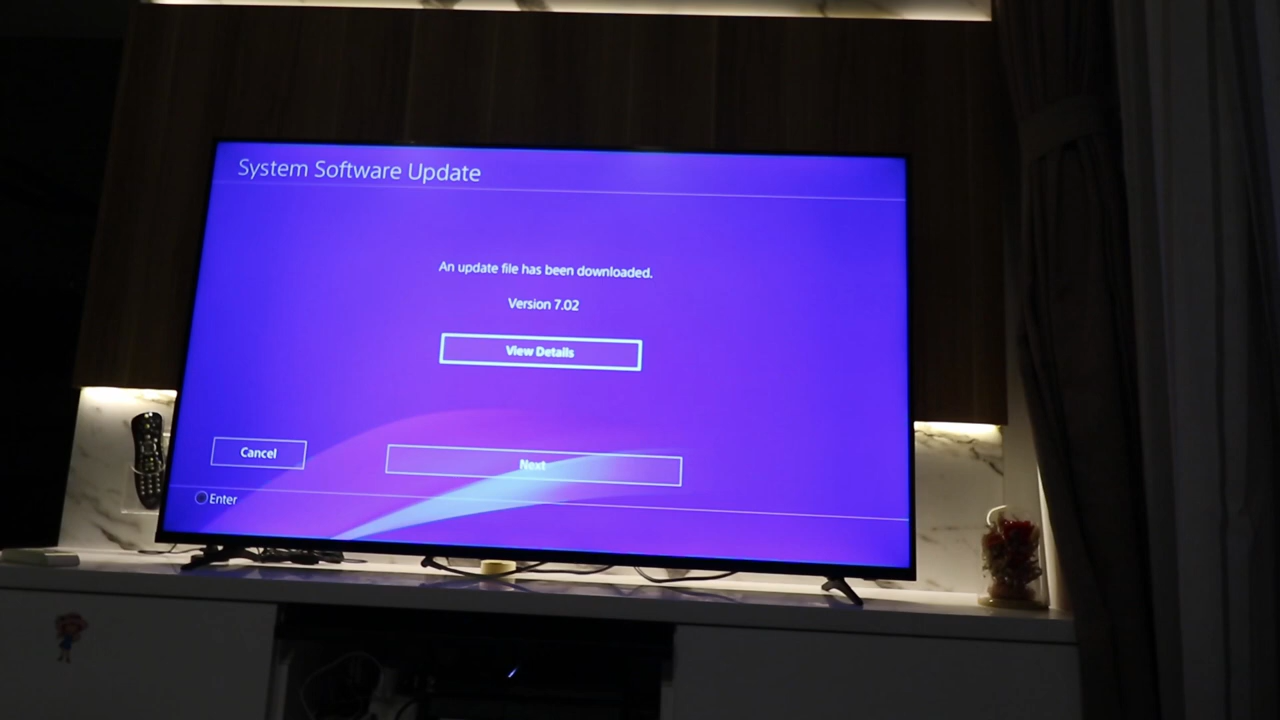 System Software Update
An update file has been downloaded.
Version 7.02
View Details
Cancel
Next
Enter